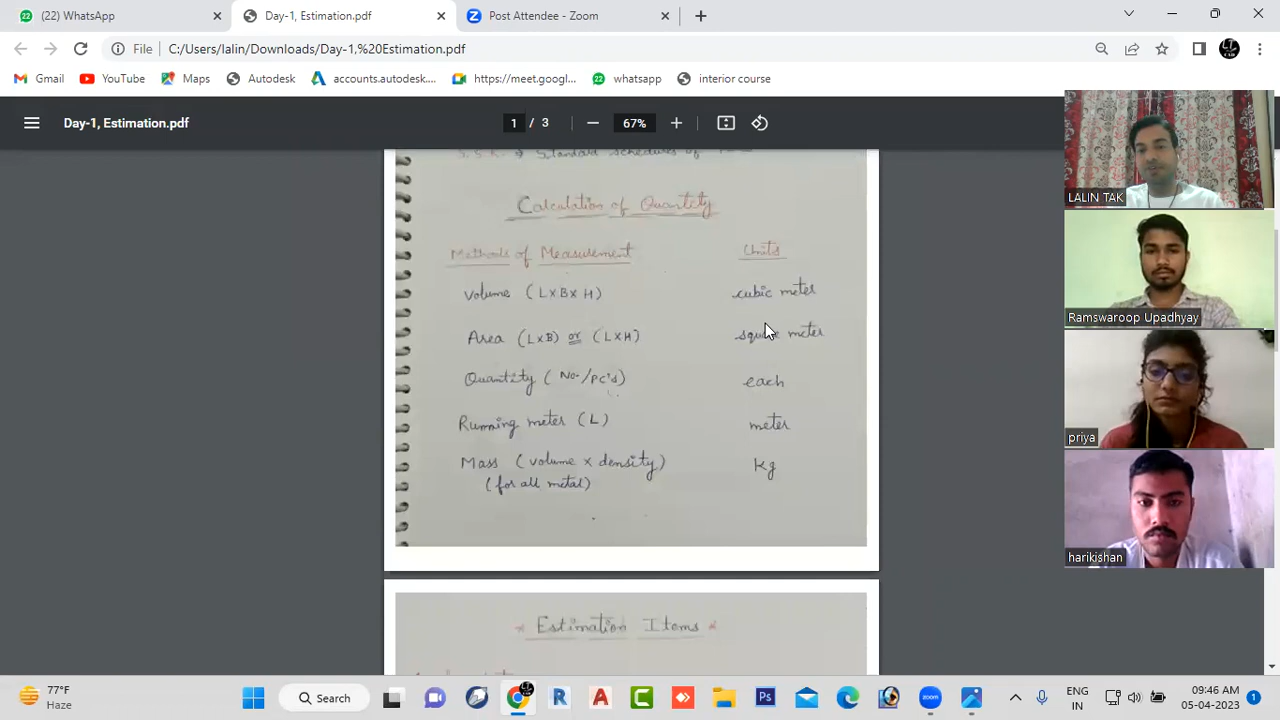 (22) WhatsApp
Day-1, Estimation.pdf
Post Attendee - Zoom
File C:/Users/lalin/Downloads/Day-1,%20Estimation.pdf
Gmail YouTube Maps Autodesk accounts.autodesk.... https://meet.googl... whatsapp interior course
Day-1, Estimation.pdf 1 / 3 67%
Standard schedules of
Calculation of Quantity
Methods of Measurement Units
Volume (L×B×H) cubic meter
Area (L×B) or (L×H) square meter
Quantity (No./Pc's) each
Running meter (L) meter
Mass (volume × density) Kg
(for all metal)
* Estimation Items *
LALIN TAK
Ramswaroop Upadhyay
priya
harikishan
77°F
Haze
Search
ENG
IN
09:46 AM
05-04-2023
1